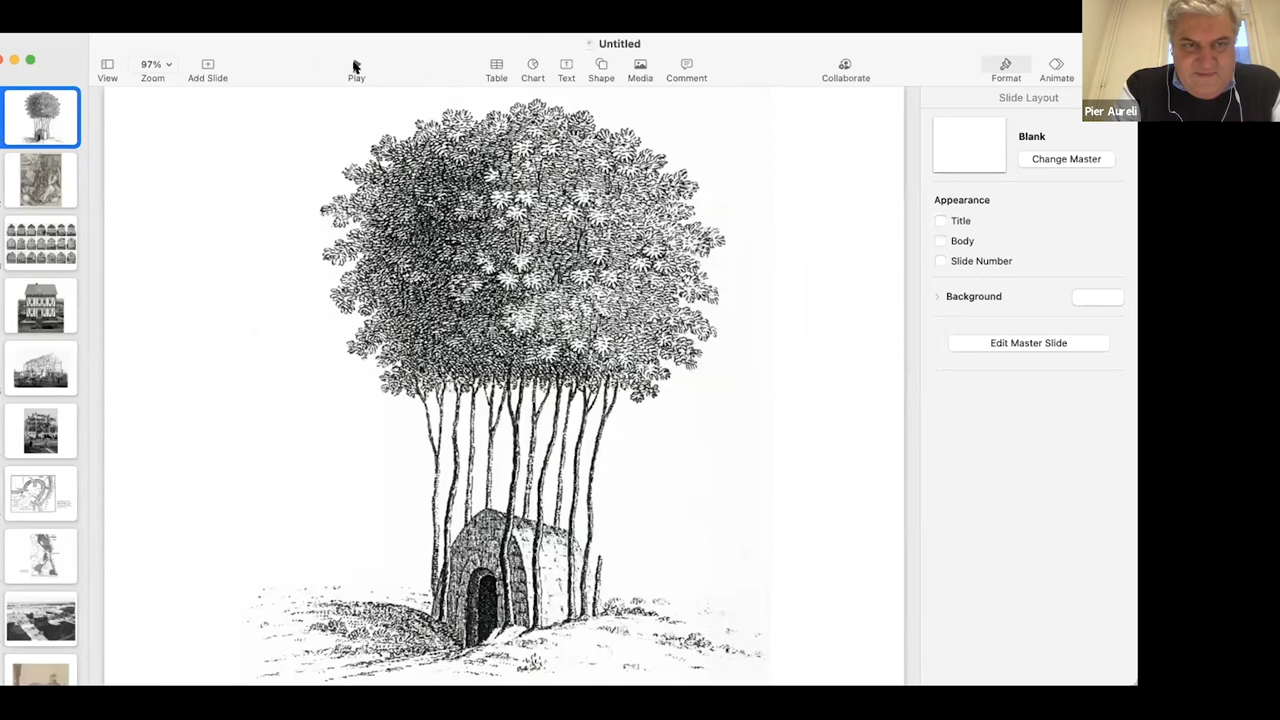 Untitled
97%
View
Zoom
Add Slide
Play
Table
Chart
Text
Shape
Media
Comment
Collaborate
Format
Animate
Pier Aureli
Slide Layout
Blank
Change Master
Appearance
Title
Body
Slide Number
Background
Edit Master Slide